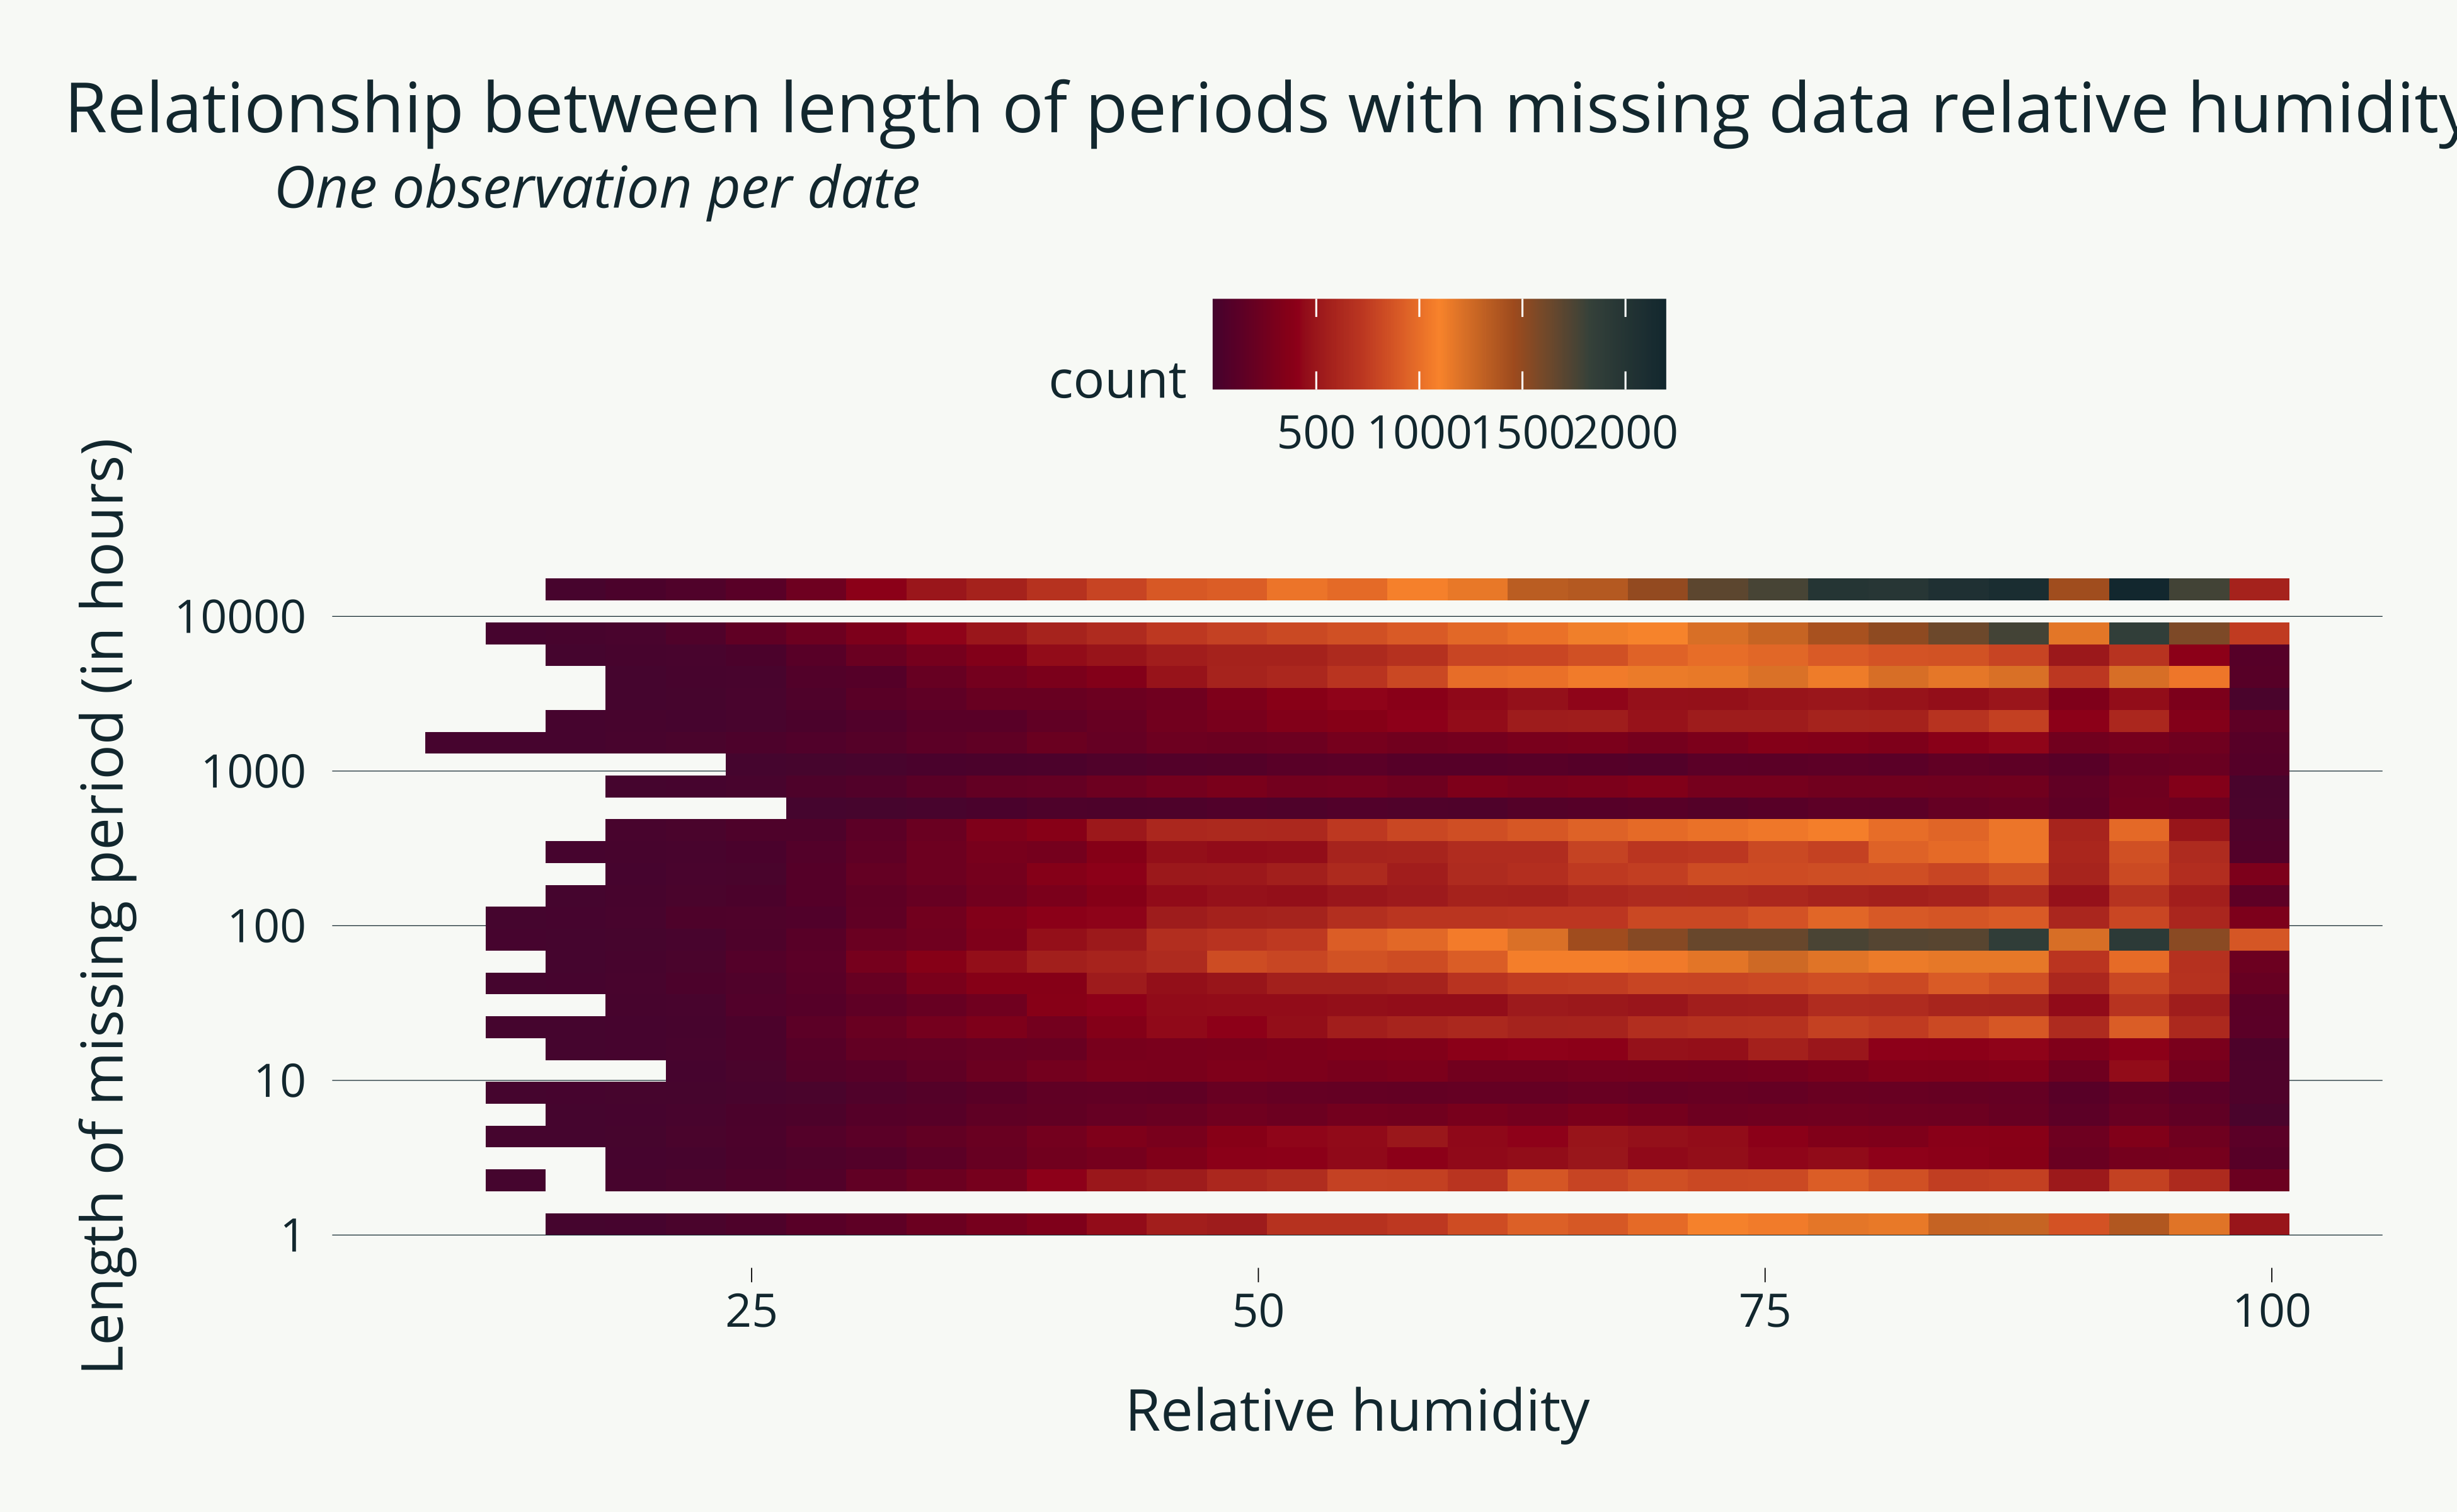 Relationship between length of periods with missing data relative humidity
One observation per date
count
500 1000 1500 2000
Length of missing period (in hours)
10000
1000
100
10
1
25 50 75 100
Relative humidity